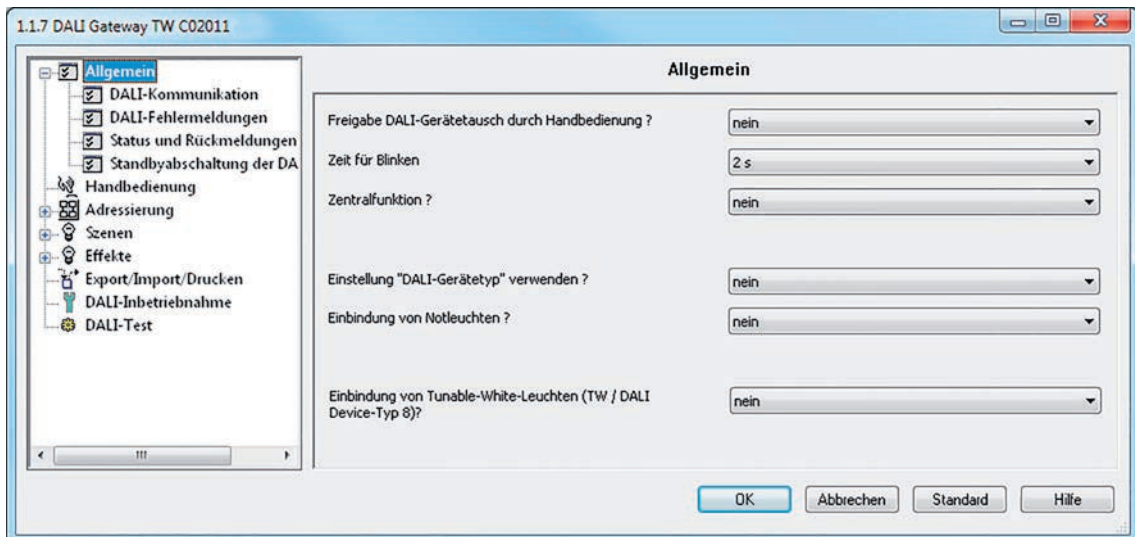 1.1.7 DALI Gateway TW C02011
Allgemein
DALI-Kommunikation
DALI-Fehlermeldungen
Status und Rückmeldungen
Standbyabschaltung der DA
Handbedienung
Adressierung
Szenen
Effekte
Export/Import/Drucken
DALI-Inbetriebnahme
DALI-Test
Allgemein
Freigabe DALI-Gerätetausch durch Handbedienung ? nein
Zeit für Blinken 2 s
Zentralfunktion ? nein
Einstellung "DALI-Gerätetyp" verwenden ? nein
Einbindung von Notleuchten ? nein
Einbindung von Tunable-White-Leuchten (TW / DALI nein
Device-Typ 8)?
OK Abbrechen Standard Hilfe